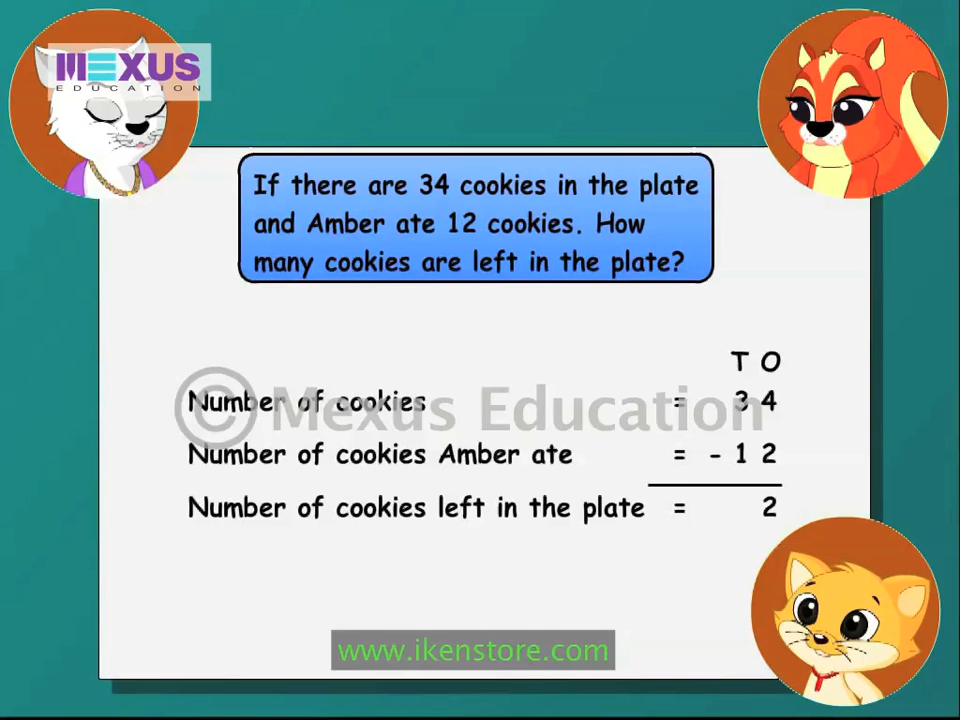 MEXUS
EDUCATION
If there are 34 cookies in the plate
and Amber ate 12 cookies. How
many cookies are left in the plate?
T O
Number of cookies = 3 4
Number of cookies Amber ate = - 1 2
Number of cookies left in the plate = 2
© Mexus Education
www.ikenstore.com